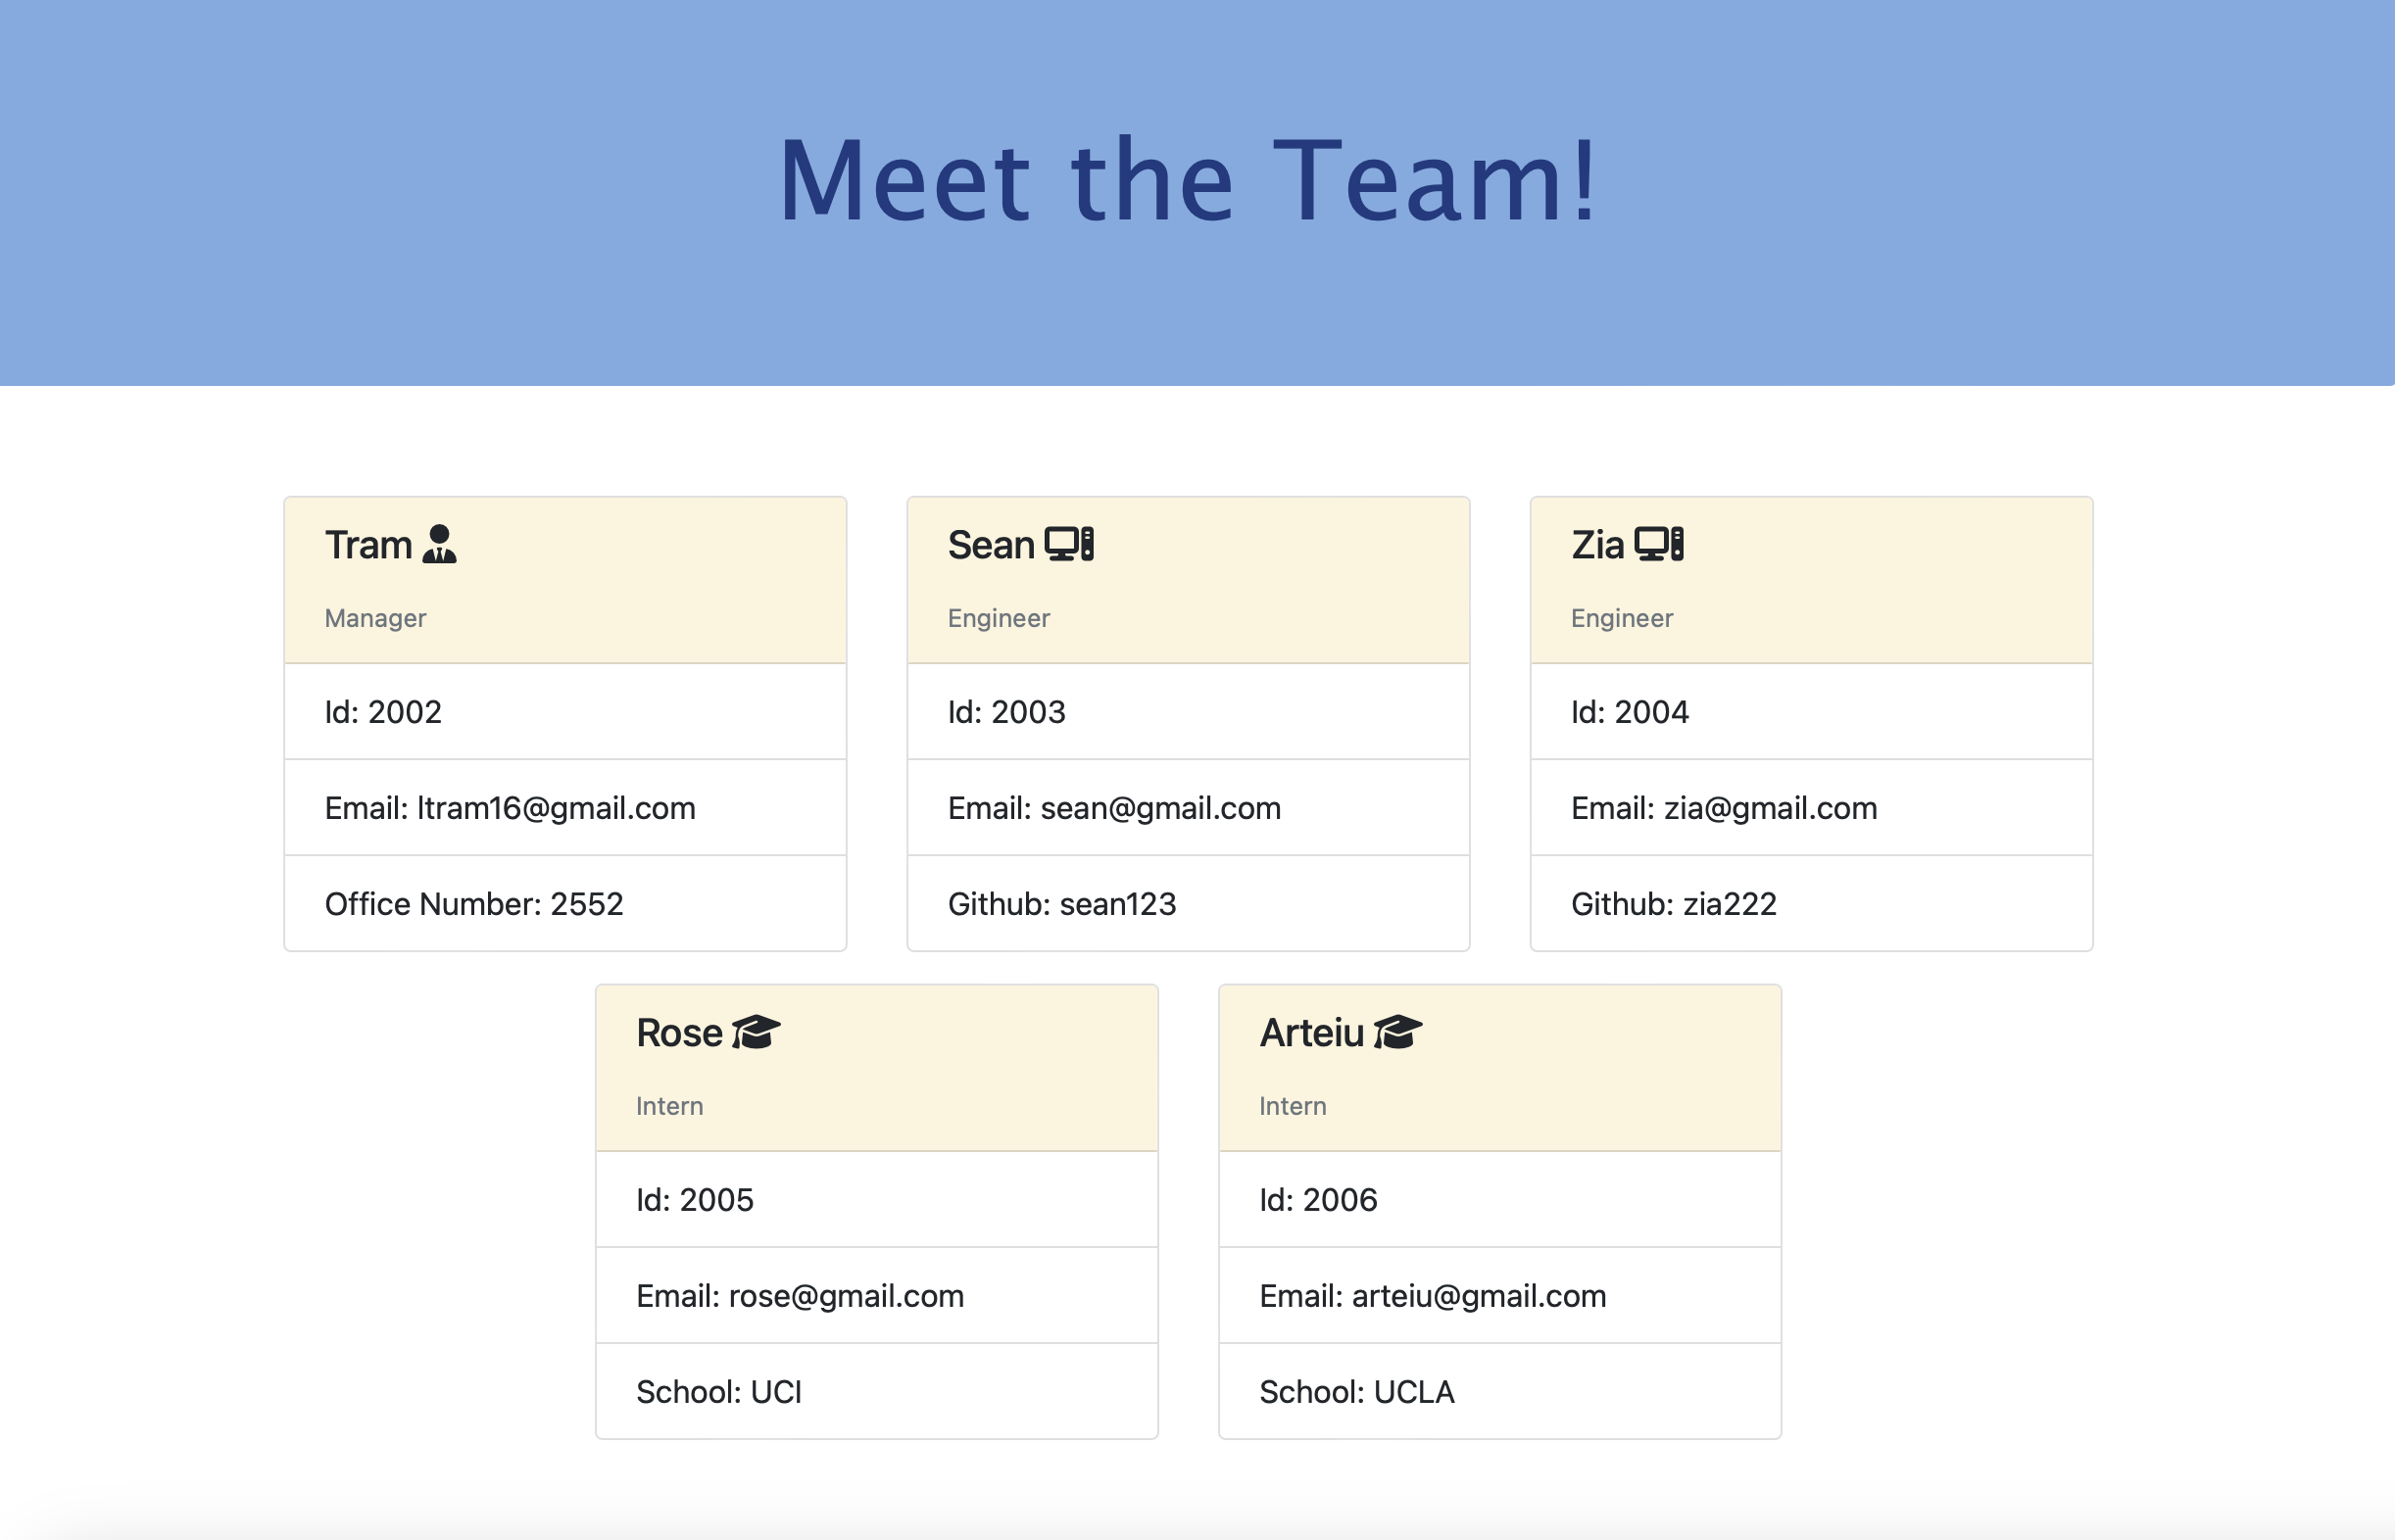 Meet the Team!
Tram
Manager
Id: 2002
Email: ltram16@gmail.com
Office Number: 2552
Sean
Engineer
Id: 2003
Email: sean@gmail.com
Github: sean123
Zia
Engineer
Id: 2004
Email: zia@gmail.com
Github: zia222
Rose
Intern
Id: 2005
Email: rose@gmail.com
School: UCI
Arteiu
Intern
Id: 2006
Email: arteiu@gmail.com
School: UCLA